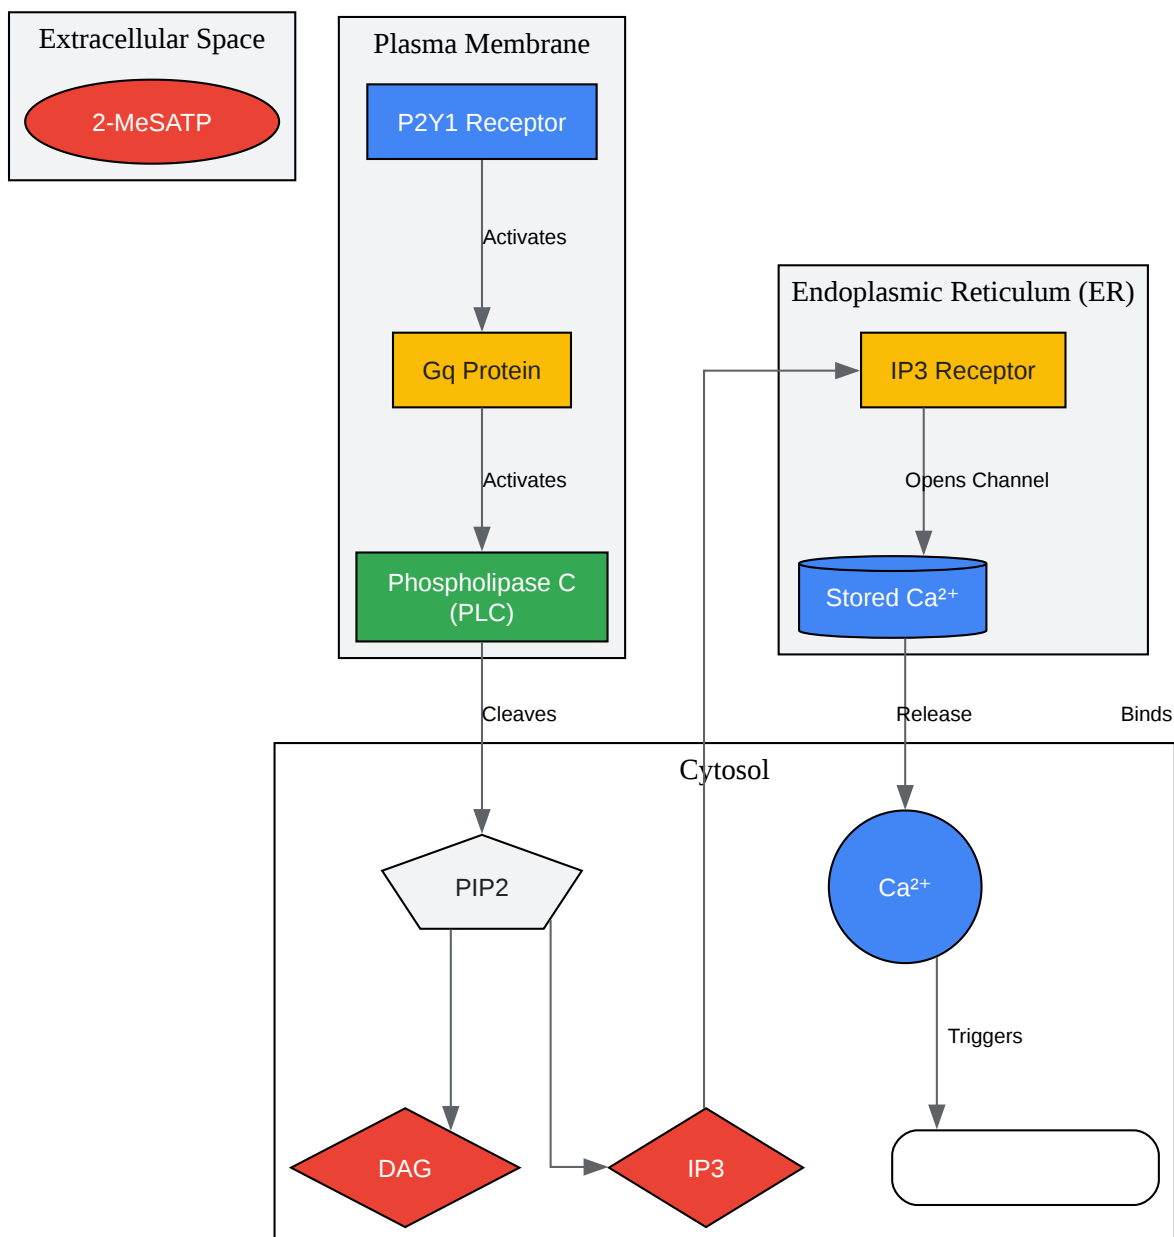 Extracellular Space
2-MeSATP
Plasma Membrane
P2Y1 Receptor
Activates
Gq Protein
Activates
Phospholipase C
(PLC)
Endoplasmic Reticulum (ER)
IP3 Receptor
Opens Channel
Stored Ca²⁺
Cleaves
Release
Binds
Cytosol
PIP2
Ca²⁺
Triggers
DAG
IP3